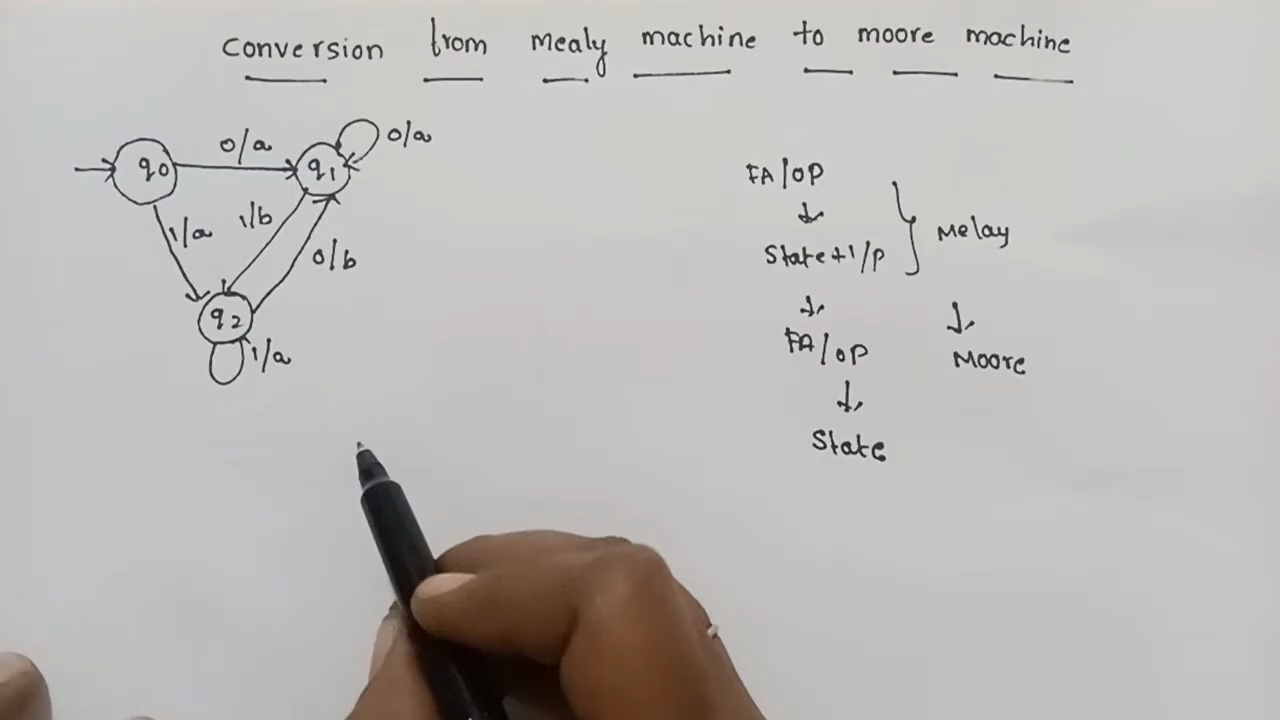 conversion from mealy machine to moore machine
0/a
0/a
q0
q1
1/a
1/b
0/b
q2
1/a
FA/OP
State+1/P
Melay
FA/OP
Moore
State